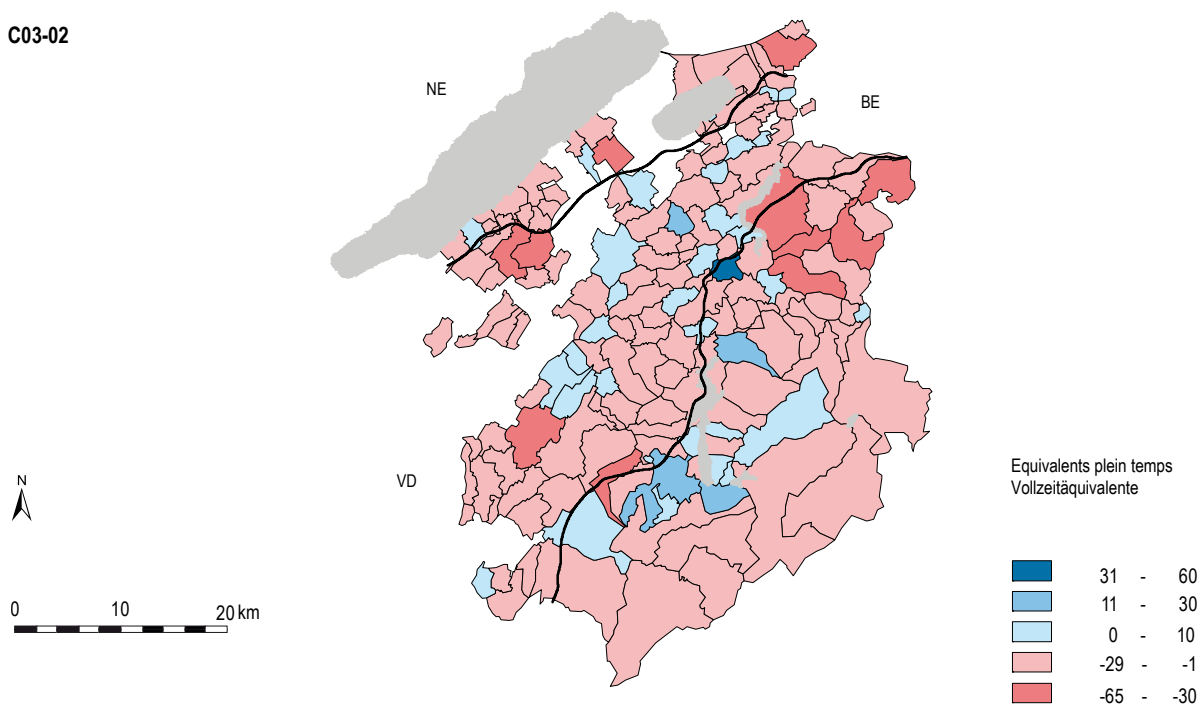 C03-02
NE
BE
VD
N
0 10 20 km
Equivalents plein temps
Vollzeitäquivalente
31 - 60
11 - 30
0 - 10
-29 - -1
-65 - -30